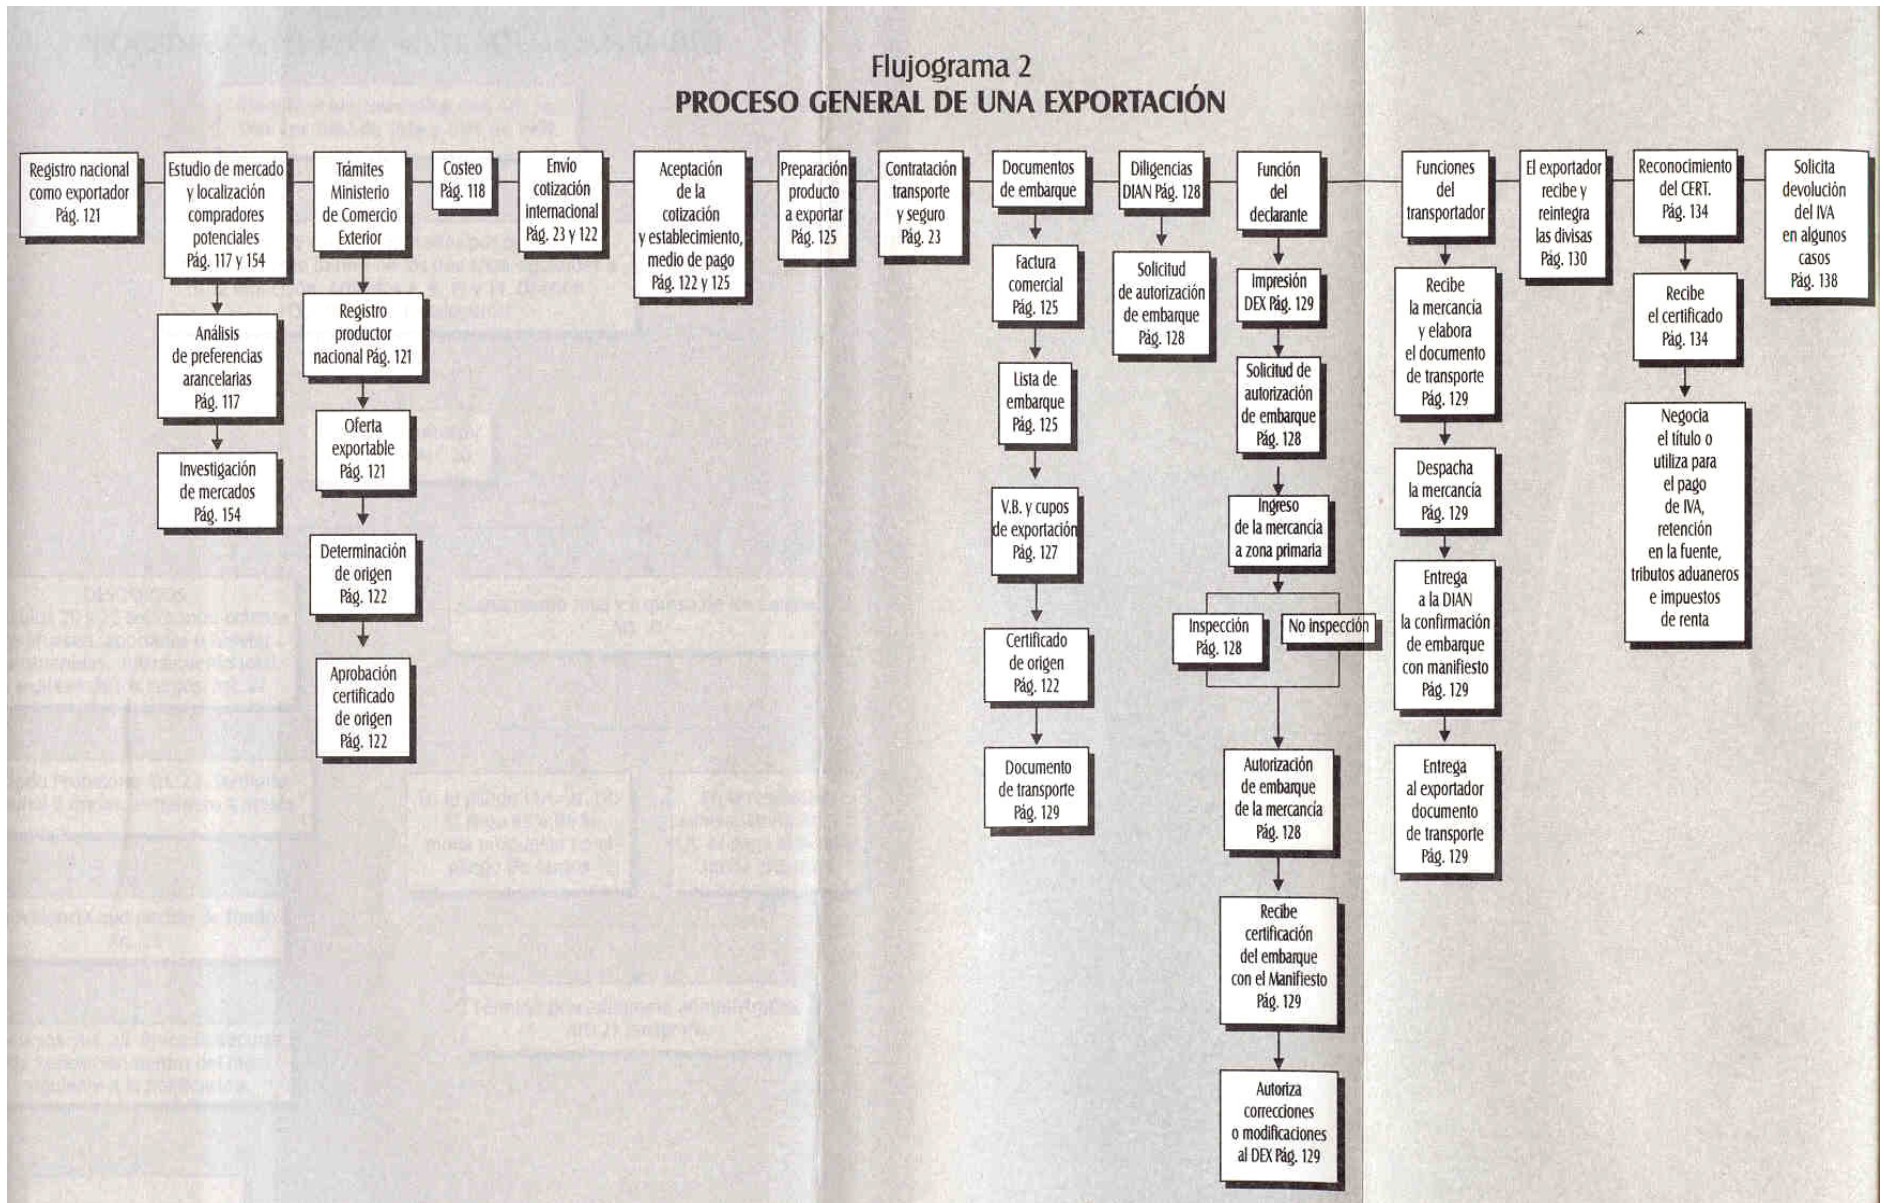 Flujograma 2
PROCESO GENERAL DE UNA EXPORTACIÓN
Registro nacional
como exportador
Pág. 121
Estudio de mercado
y localización
compradores
potenciales
Pág. 117 y 154
Análisis
de preferencias
arancelarias
Pág. 117
Investigación
de mercados
Pág. 154
Trámites
Ministerio
de Comercio
Exterior
Registro
productor
nacional Pág. 121
Oferta
exportable
Pág. 121
Determinación
de origen
Pág. 122
Aprobación
certificado
de origen
Pág. 122
Costeo
Pág. 118
Envío
cotización
internacional
Pág. 23 y 122
Aceptación
de la
cotización
y establecimiento,
medio de pago
Pág. 122 y 125
Preparación
producto
a exportar
Pág. 125
Contratación
transporte
y seguro
Pág. 23
Documentos
de embarque
Factura
comercial
Pág. 125
Lista de
embarque
Pág. 125
V.B. y cupos
de exportación
Pág. 127
Certificado
de origen
Pág. 122
Documento
de transporte
Pág. 129
Diligencias
DIAN Pág. 128
Solicitud
de autorización
de embarque
Pág. 128
Función
del
declarante
Impresión
DEX Pág. 129
Solicitud de
autorización
de embarque
Pág. 128
Ingreso
de la mercancía
a zona primaria
Inspección
Pág. 128
No inspección
Autorización
de embarque
de la mercancía
Pág. 128
Recibe
certificación
del embarque
con el Manifiesto
Pág. 129
Autoriza
correcciones
o modificaciones
al DEX Pág. 129
Funciones
del
transportador
Recibe
la mercancia
y elabora
el documento
de transporte
Pág. 129
Despacha
la mercancía
Pág. 129
Entrega
a la DIAN
la confirmación
de embarque
con manifiesto
Pág. 129
Entrega
al exportador
documento
de transporte
Pág. 129
El exportador
recibe y
reintegra
las divisas
Pág. 130
Reconocimiento
del CERT.
Pág. 134
Recibe
el certificado
Pág. 134
Negocia
el título o
utiliza para
el pago
de IVA,
retención
en la fuente,
tributos aduaneros
e impuestos
de renta
Solicita
devolución
del IVA
en algunos
casos
Pág. 138